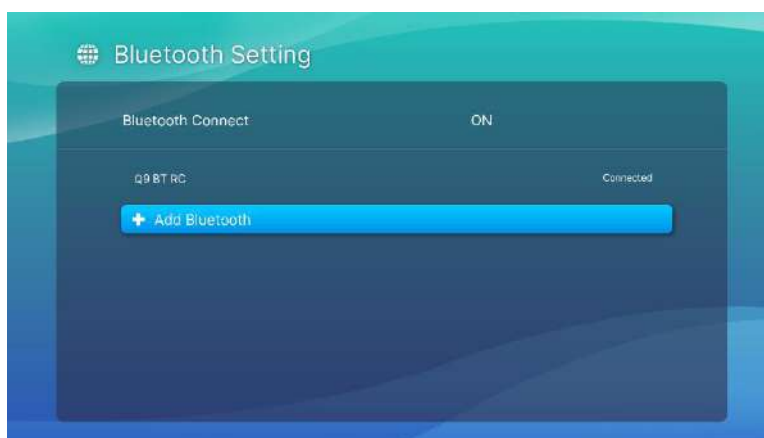 Bluetooth Setting
Bluetooth Connect ON
Q9 BT RC Connected
+ Add Bluetooth